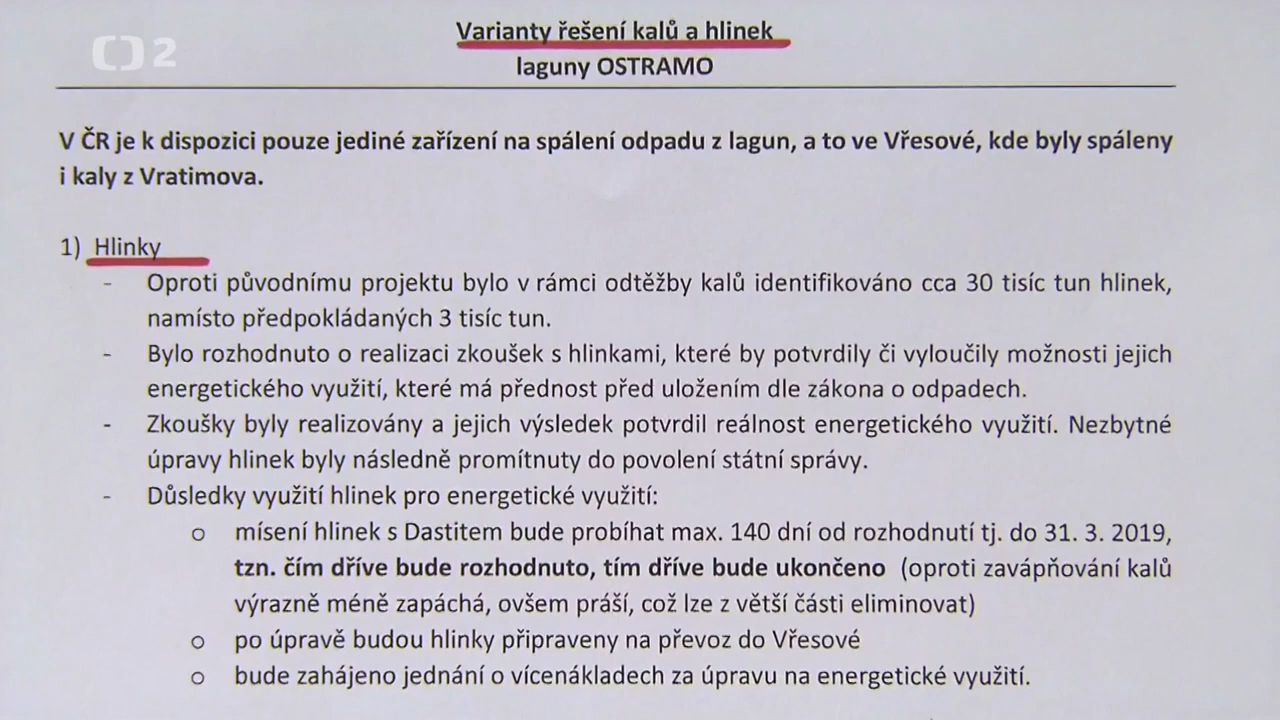 2
Varianty řešení kalů a hlinek
laguny OSTRAMO
V ČR je k dispozici pouze jediné zařízení na spálení odpadu z lagun, a to ve Vřesové, kde byly spáleny
i kaly z Vratimova.
1) Hlinky
- Oproti původnímu projektu bylo v rámci odtěžby kalů identifikováno cca 30 tisíc tun hlinek,
namísto předpokládaných 3 tisíc tun.
- Bylo rozhodnuto o realizaci zkoušek s hlinkami, které by potvrdily či vyloučily možnosti jejich
energetického využití, které má přednost před uložením dle zákona o odpadech.
- Zkoušky byly realizovány a jejich výsledek potvrdil reálnost energetického využití. Nezbytné
úpravy hlinek byly následně promítnuty do povolení státní správy.
- Důsledky využití hlinek pro energetické využití:
o mísení hlinek s Dastitem bude probíhat max. 140 dní od rozhodnutí tj. do 31. 3. 2019,
tzn. čím dříve bude rozhodnuto, tím dříve bude ukončeno (oproti zavápňování kalů
výrazně méně zapáchá, ovšem práší, což lze z větší části eliminovat)
o po úpravě budou hlinky připraveny na převoz do Vřesové
o bude zahájeno jednání o vícenákladech za úpravu na energetické využití.